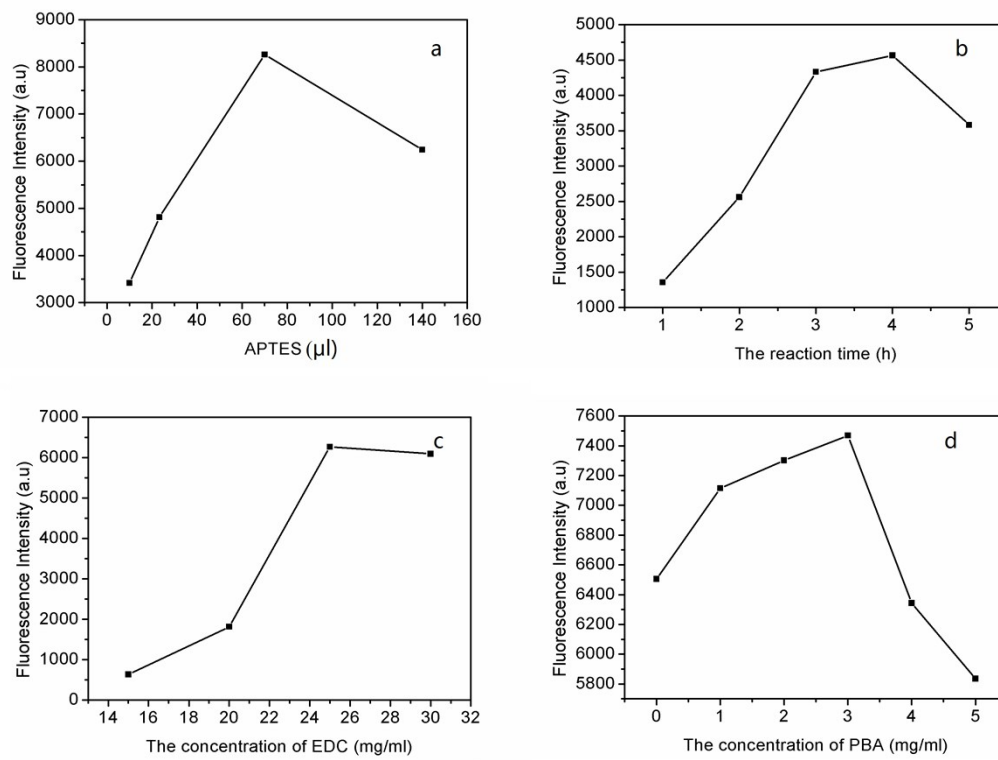 a
Fluorescence Intensity (a.u)
9000
8000
7000
6000
5000
4000
3000
0 20 40 60 80 100 120 140 160
APTES (µl)
b
Fluorescence Intensity (a.u)
5000
4500
4000
3500
3000
2500
2000
1500
1000
1 2 3 4 5
The reaction time (h)
c
Fluorescence Intensity (a.u)
7000
6000
5000
4000
3000
2000
1000
0
14 16 18 20 22 24 26 28 30 32
The concentration of EDC (mg/ml)
d
Fluorescence Intensity (a.u)
7600
7400
7200
7000
6800
6600
6400
6200
6000
5800
0 1 2 3 4 5
The concentration of PBA (mg/ml)